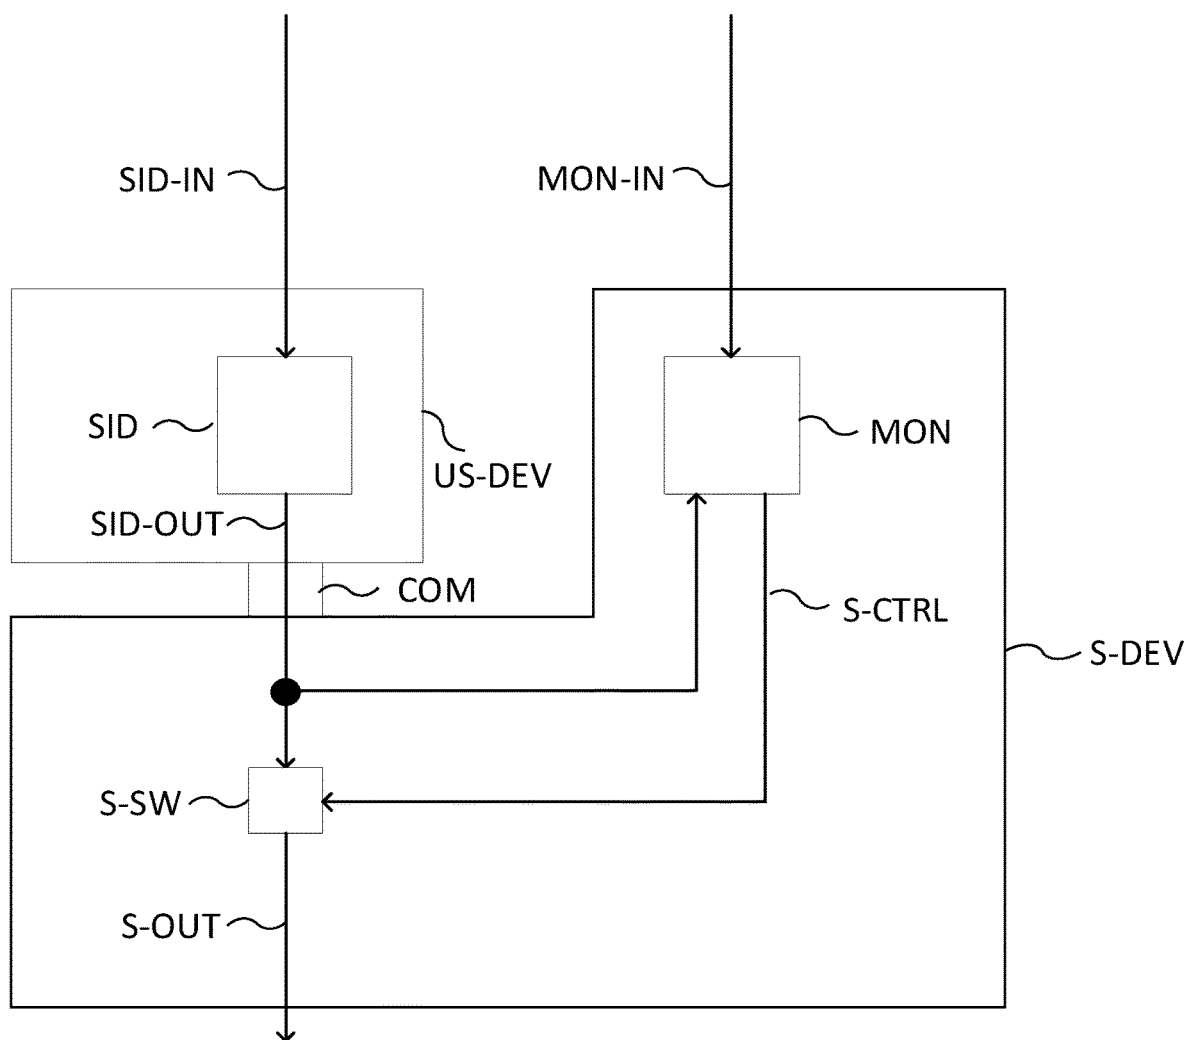 SID-IN
MON-IN
SID
MON
US-DEV
SID-OUT
COM
S-CTRL
S-DEV
S-SW
S-OUT